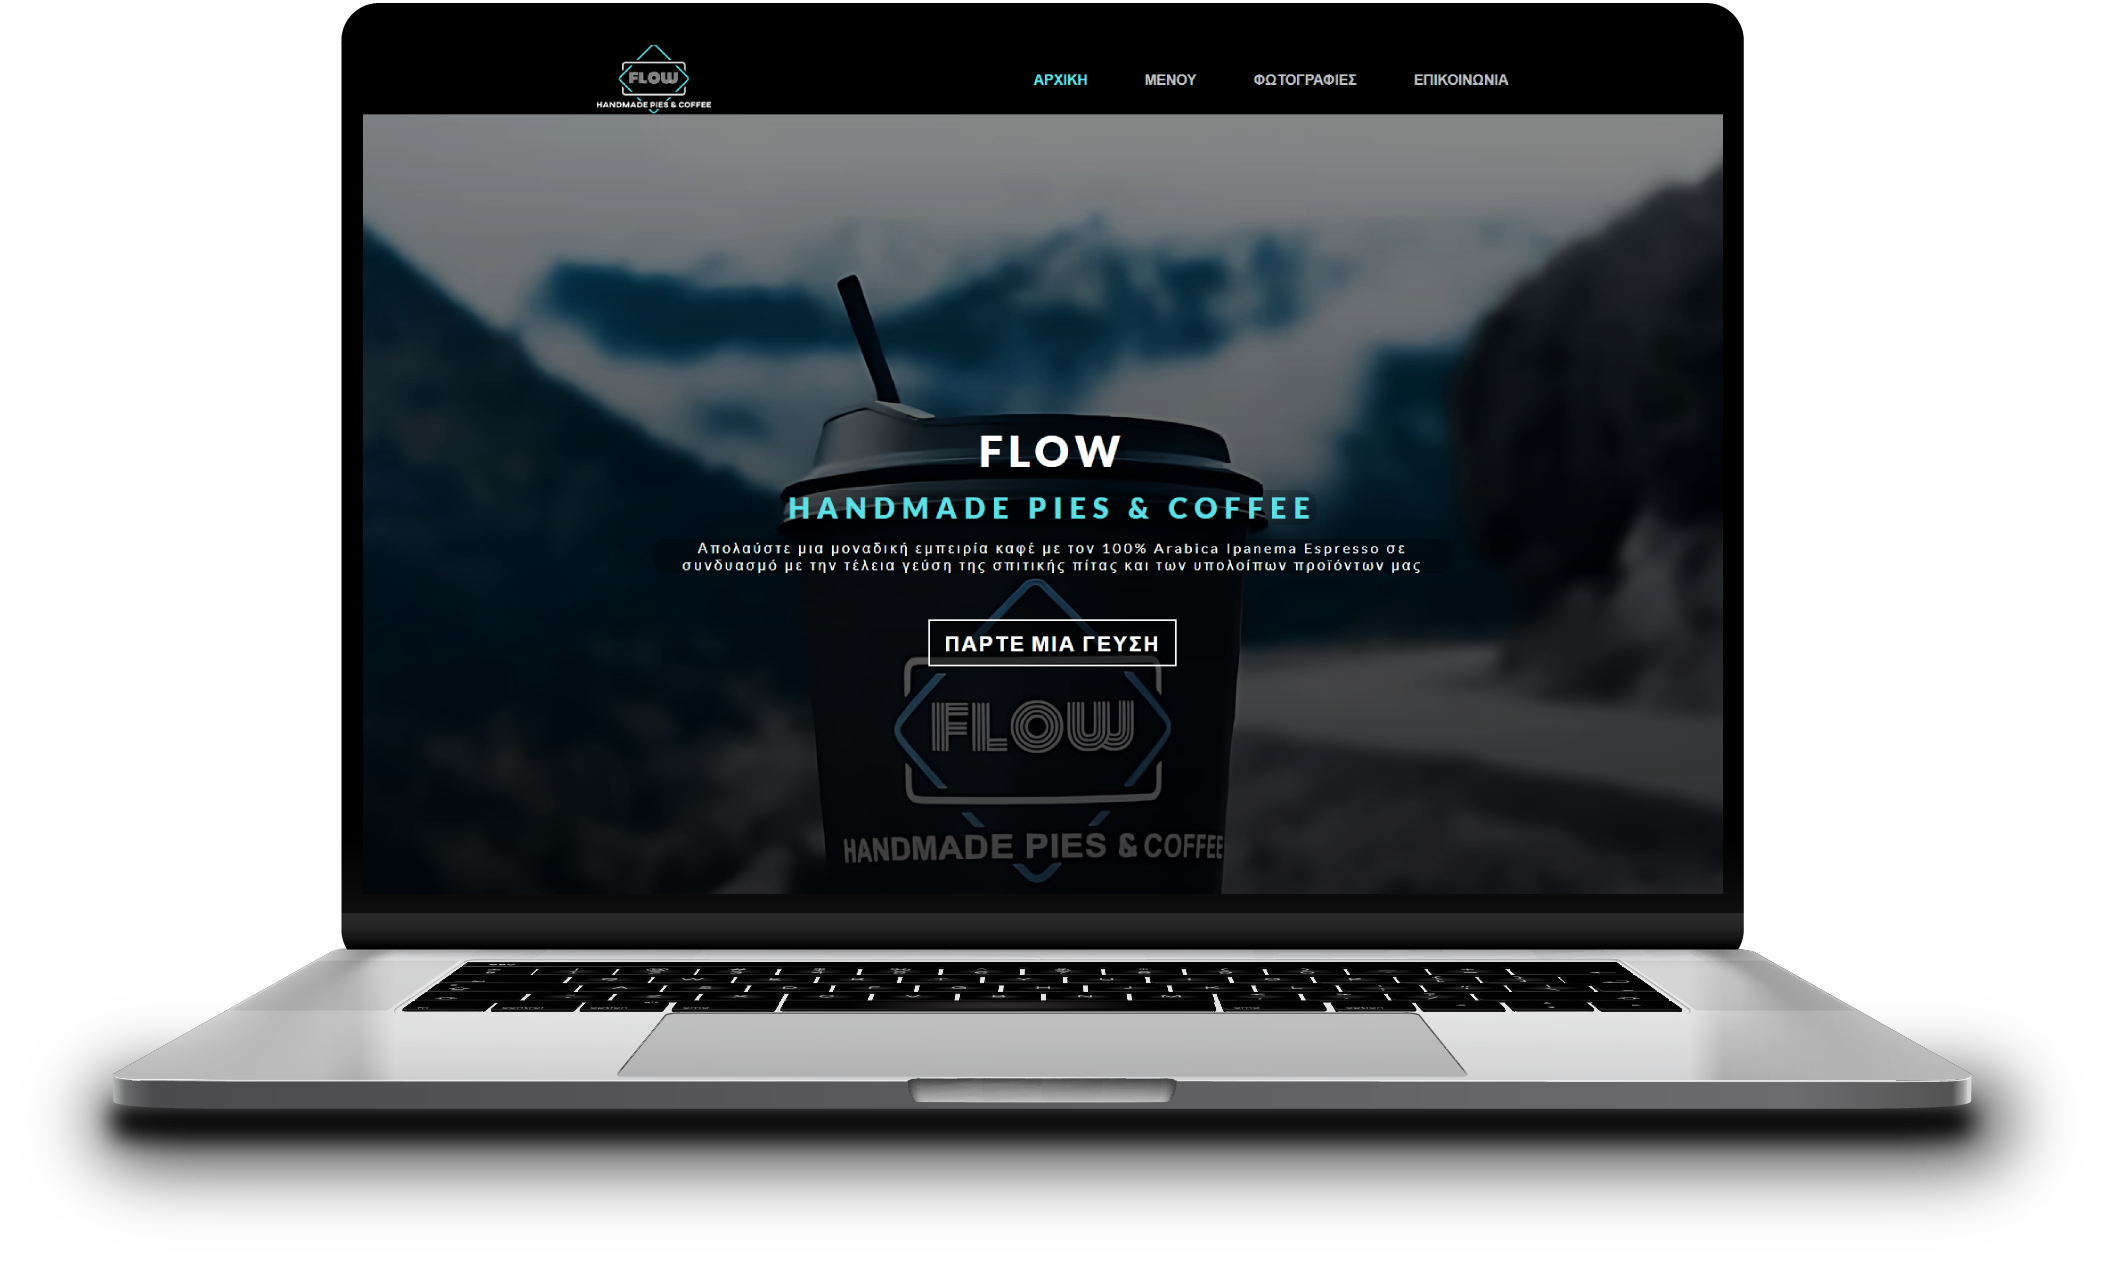 FLOW
HANDMADE PIES & COFFEE
ΑΡΧΙΚΗ ΜΕΝΟΥ ΦΩΤΟΓΡΑΦΙΕΣ ΕΠΙΚΟΙΝΩΝΙΑ
FLOW
HANDMADE PIES & COFFEE
Απολαύστε μια μοναδική εμπειρία καφέ με τον 100% Arabica Ipanema Espresso σε
συνδυασμό με την τέλεια γεύση της σπιτικής πίτας και των υπολοίπων προϊόντων μας
ΠΑΡΤΕ ΜΙΑ ΓΕΥΣΗ
FLOW
HANDMADE PIES & COFFEE